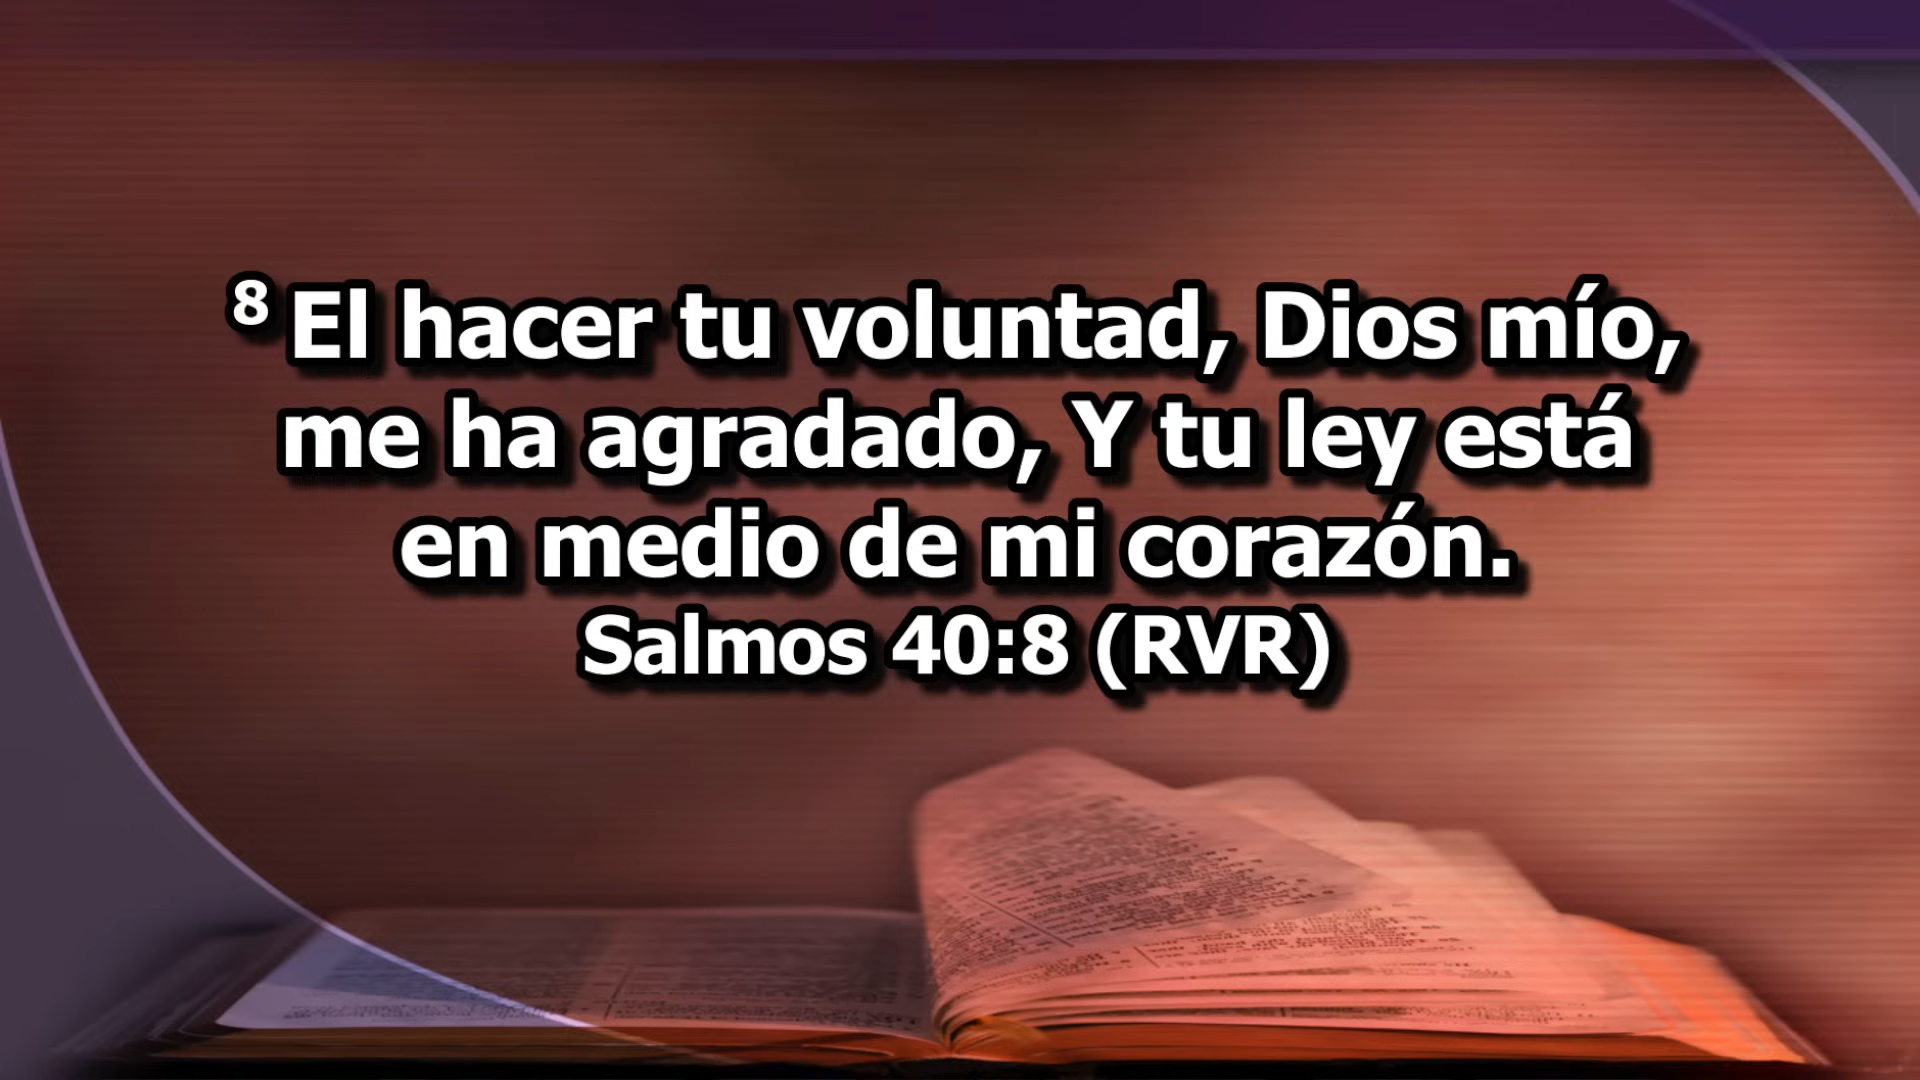 8 El hacer tu voluntad, Dios mío,
me ha agradado, Y tu ley está
en medio de mi corazón.
Salmos 40:8 (RVR)